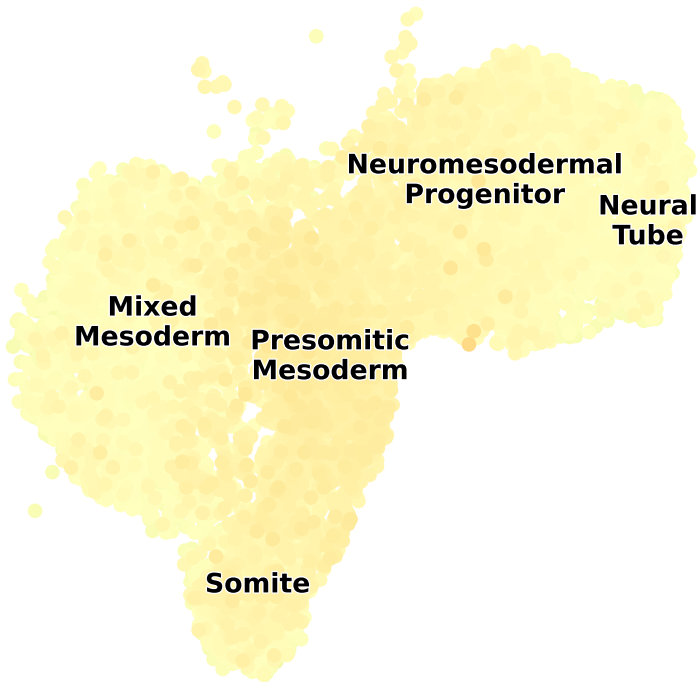 Neuromesodermal
Progenitor
Neural
Tube
Mixed
Mesoderm
Presomitic
Mesoderm
Somite